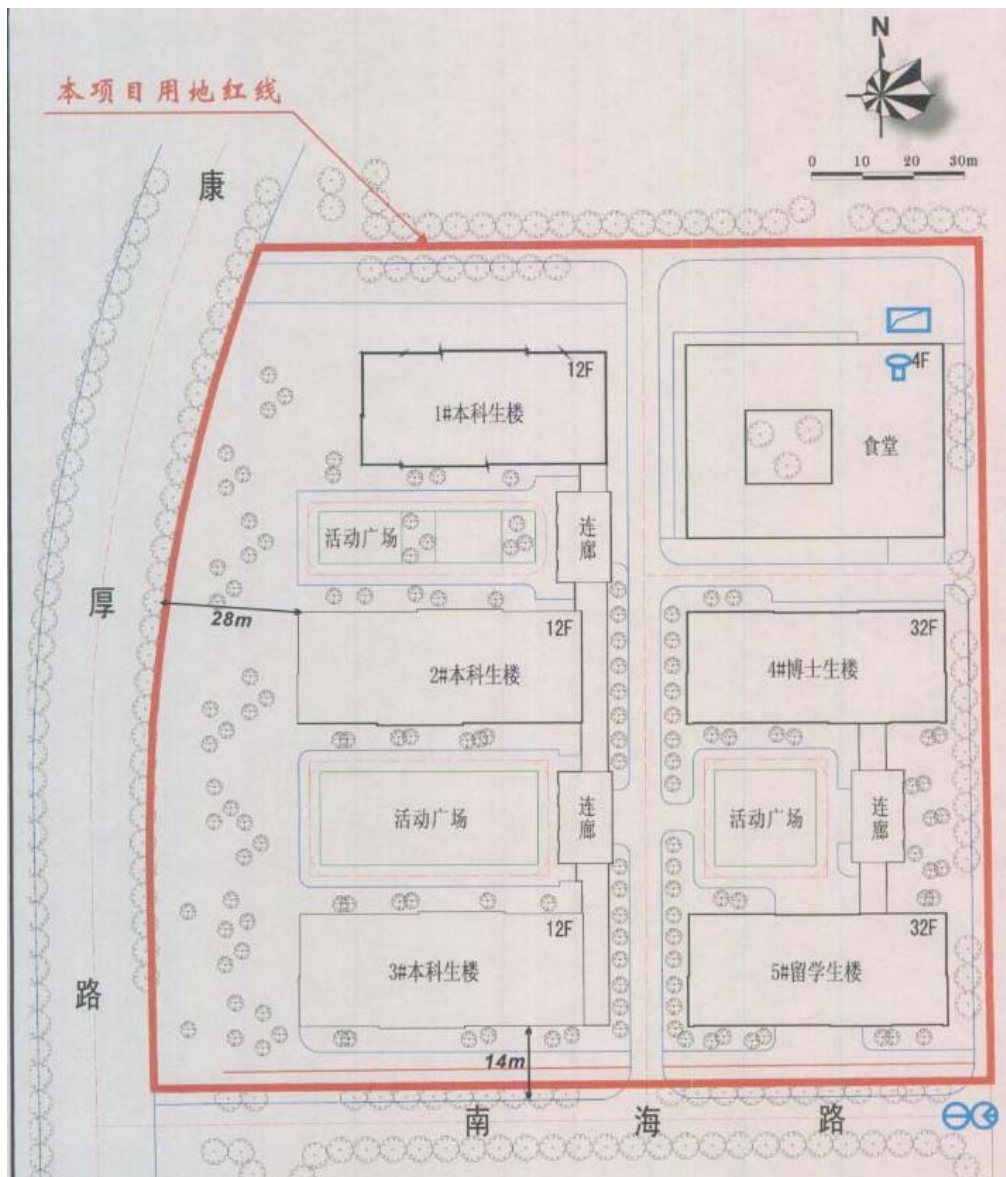 N
本项目用地红线
0 10 20 30m
康
12F
1#本科生楼
4F
食堂
活动广场
连廊
厚
28m
12F
2#本科生楼
32F
4#博士生楼
活动广场
连廊
活动广场
连廊
12F
3#本科生楼
32F
5#留学生楼
路
14m
南海路